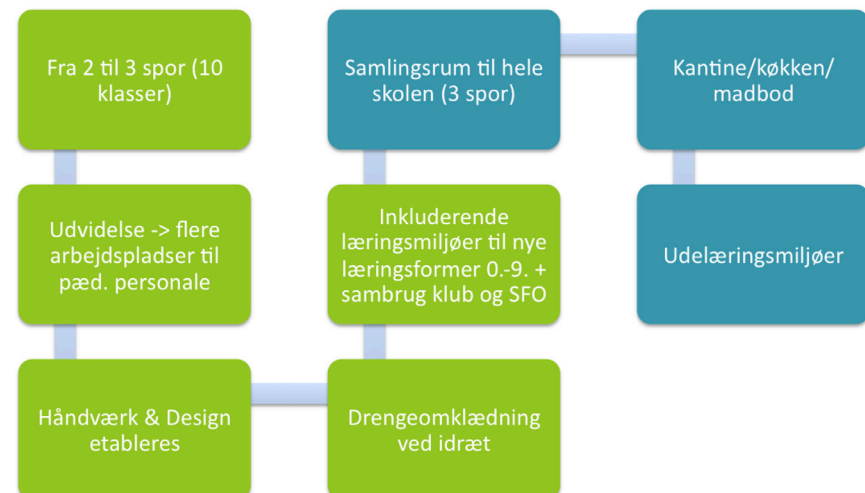 Fra 2 til 3 spor (10
klasser)
Udvidelse -> flere
arbejdspladser til
pæd. personale
Håndværk & Design
etableres
Drengeomklædning
ved idræt
Inkluderende
læringsmiljøer til nye
læringsformer 0.-9. +
sambrug klub og SFO
Samlingsrum til hele
skolen (3 spor)
Kantine/køkken/
madbod
Udelæringsmiljøer